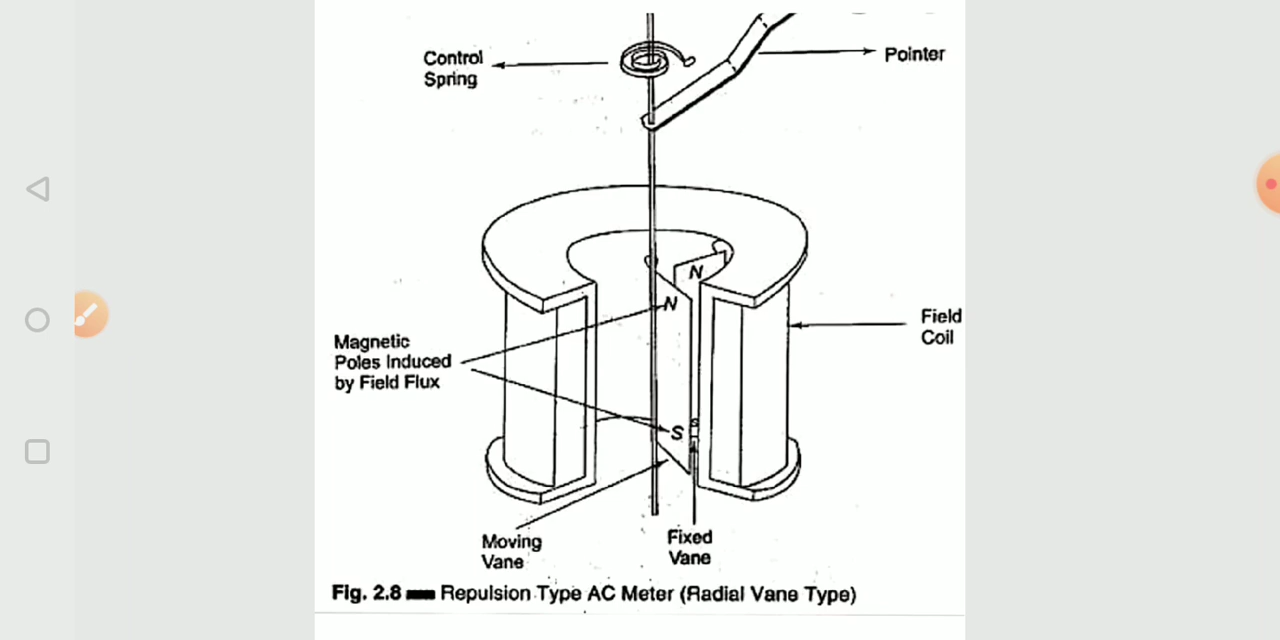 Control
Spring
Pointer
N
N
Field
Coil
Magnetic
Poles Induced
by Field Flux
S
S
Moving
Vane
Fixed
Vane
Fig. 2.8 Repulsion Type AC Meter (Radial Vane Type)